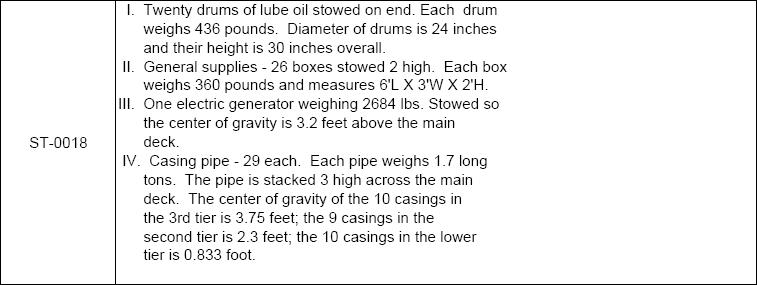 I. Twenty drums of lube oil stowed on end. Each drum
weighs 436 pounds. Diameter of drums is 24 inches
and their height is 30 inches overall.
II. General supplies - 26 boxes stowed 2 high. Each box
weighs 360 pounds and measures 6'L X 3'W X 2'H.
III. One electric generator weighing 2684 lbs. Stowed so
the center of gravity is 3.2 feet above the main
deck.
ST-0018
IV. Casing pipe - 29 each. Each pipe weighs 1.7 long
tons. The pipe is stacked 3 high across the main
deck. The center of gravity of the 10 casings in
the 3rd tier is 3.75 feet; the 9 casings in the
second tier is 2.3 feet; the 10 casings in the lower
tier is 0.833 foot.